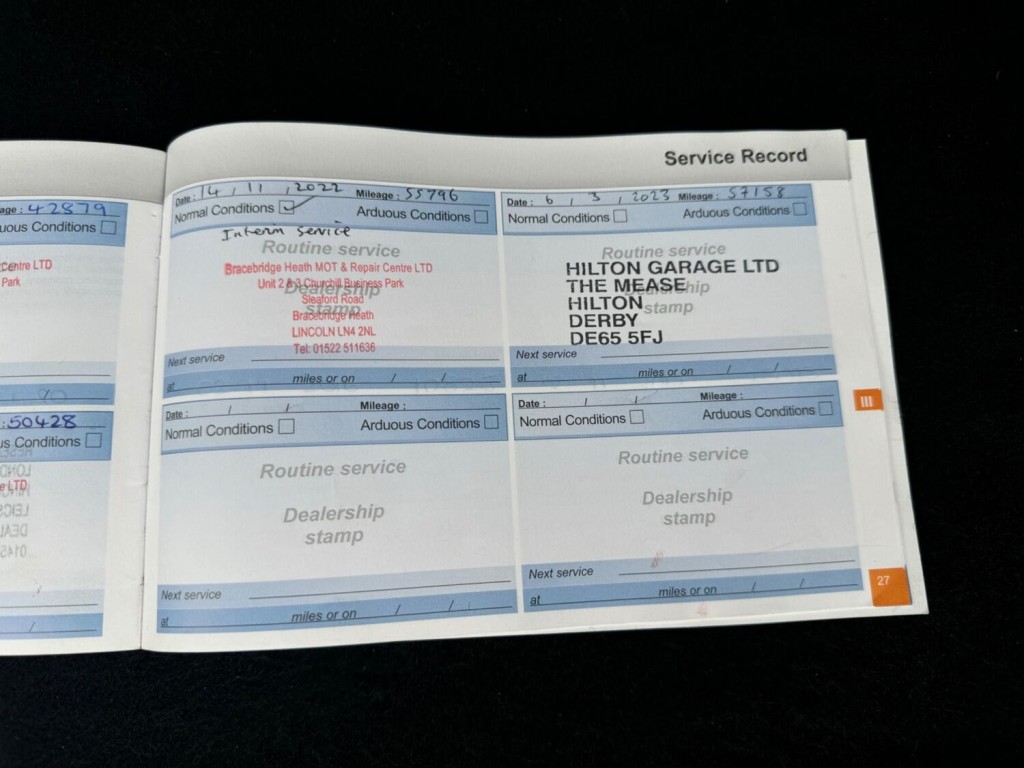 Service Record
age : 42879
uous Conditions
Centre LTD
Park
: 50428
us Conditions
e LTD
Date : 14 / 11 / 2022 Mileage : 55796
Normal Conditions ✓ Arduous Conditions
Interm Service
Routine service
Dealership
stamp
Bracebridge Heath MOT & Repair Centre LTD
Unit 2 & 3 Churchill Business Park
Sleaford Road
Bracebridge Heath
LINCOLN LN4 2NL
Tel: 01522 511636
Next service
at miles or on / /
Date : 6 / 3 / 2023 Mileage : 57158
Normal Conditions Arduous Conditions
Routine service
Dealership
stamp
HILTON GARAGE LTD
THE MEASE
HILTON
DERBY
DE65 5FJ
Next service
at miles or on / /
Date : / / Mileage :
Normal Conditions Arduous Conditions
Routine service
Dealership
stamp
Next service
at miles or on / /
Date : / / Mileage :
Normal Conditions Arduous Conditions
Routine service
Dealership
stamp
Next service
at miles or on / /
III
27